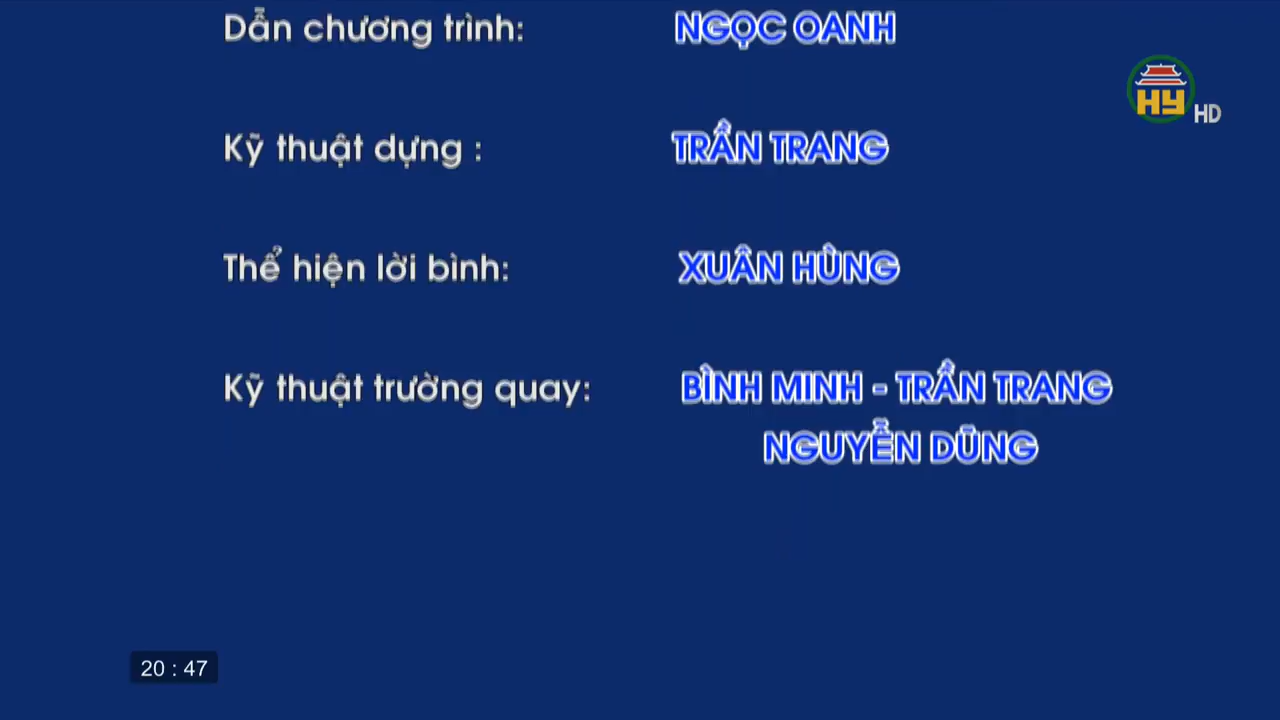 Dẫn chương trình: NGỌC OANH
HY HD
Kỹ thuật dựng : TRẦN TRANG
Thể hiện lời bình: XUÂN HÙNG
Kỹ thuật trường quay: BÌNH MINH - TRẦN TRANG
NGUYỄN DŨNG
20 : 47